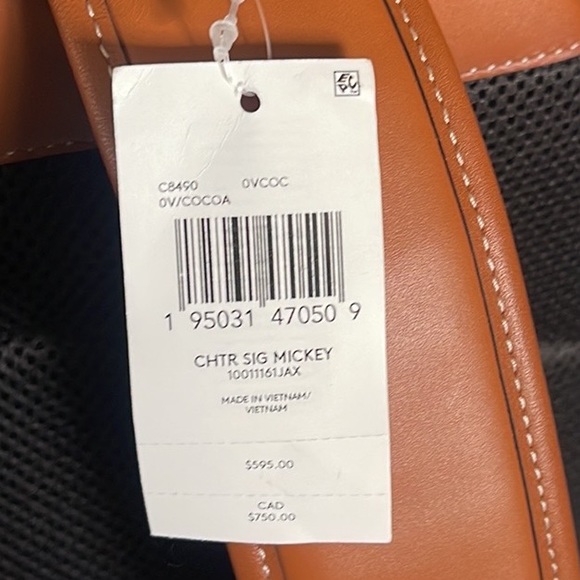 C8490 0VCOC
0V/COCOA
1 95031 47050 9
CHTR SIG MICKEY
10011161JAX
MADE IN VIETNAM/
VIETNAM
$595.00
CAD
$750.00